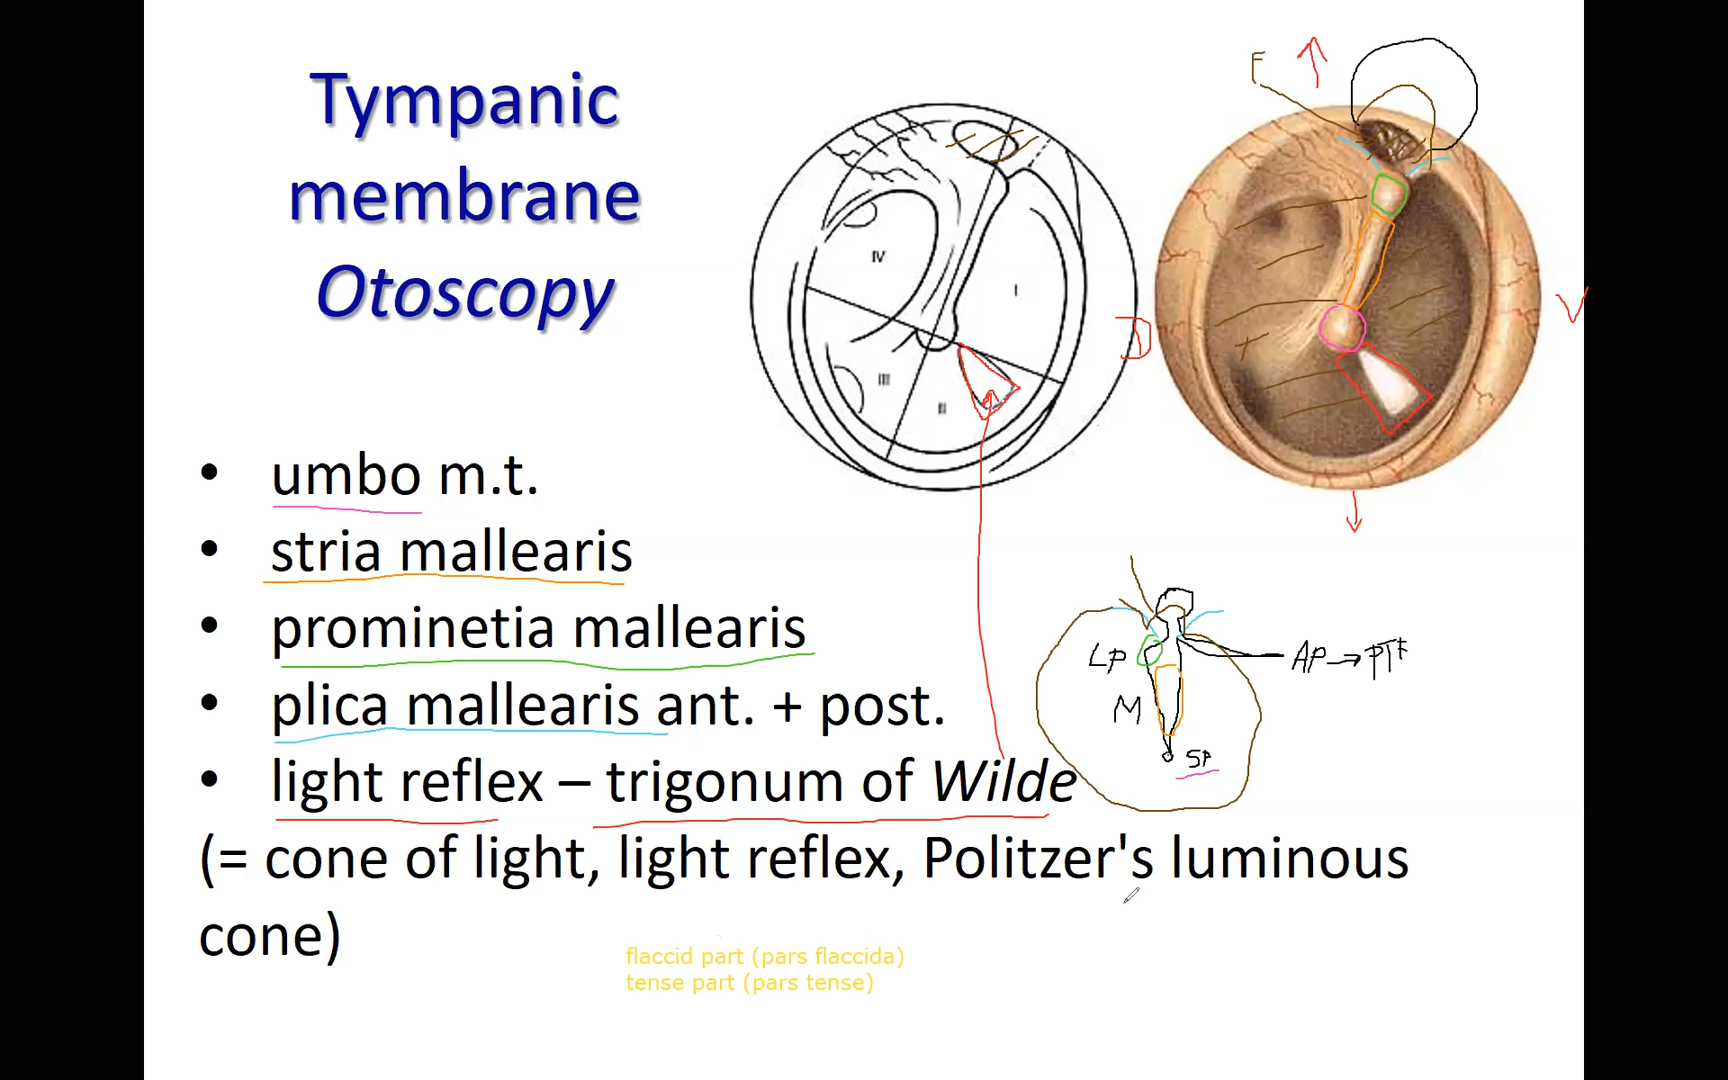 Tympanic
membrane
Otoscopy
IV
I
III
II
F
T
D
V
• umbo m.t.
• stria mallearis
• prominetia mallearis
• plica mallearis ant. + post.
• light reflex – trigonum of Wilde
(= cone of light, light reflex, Politzer's luminous
cone)
LP
M
SP
AP → PTF
flaccid part (pars flaccida)
tense part (pars tense)